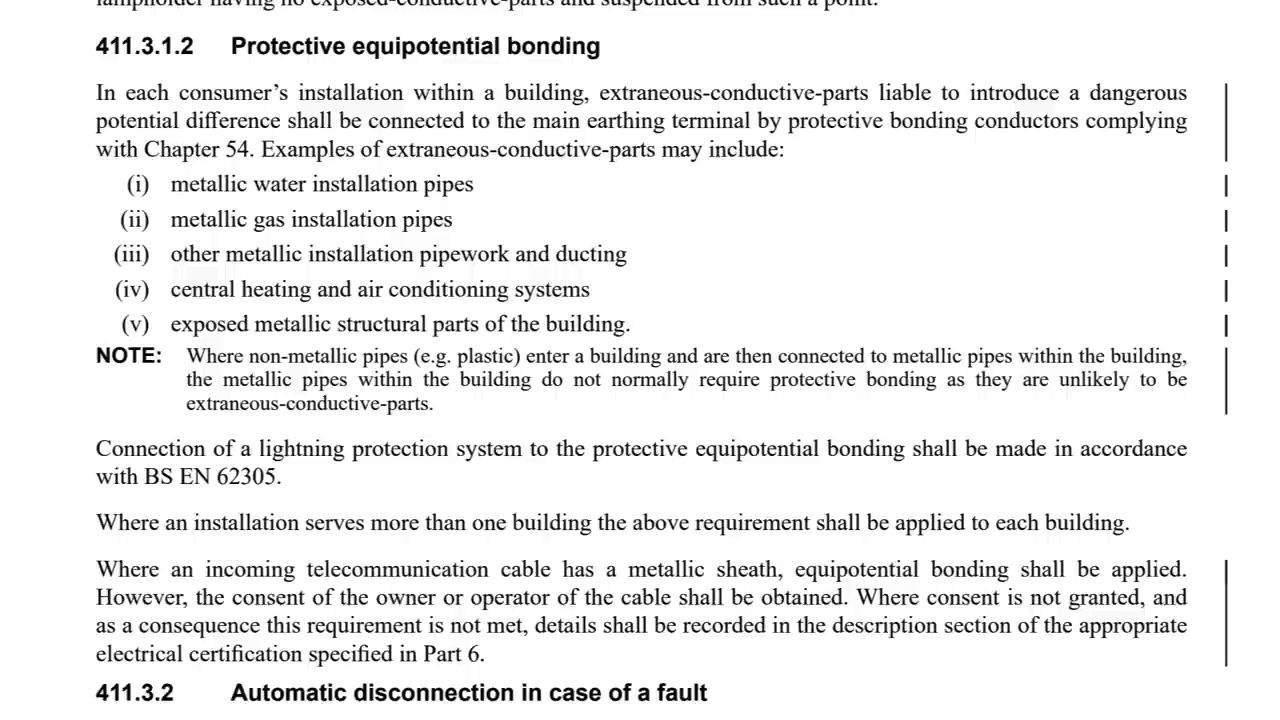 lampholder having no exposed-conductive-parts and suspended from such a point.
411.3.1.2 Protective equipotential bonding
In each consumer’s installation within a building, extraneous-conductive-parts liable to introduce a dangerous
potential difference shall be connected to the main earthing terminal by protective bonding conductors complying
with Chapter 54. Examples of extraneous-conductive-parts may include:
(i) metallic water installation pipes
(ii) metallic gas installation pipes
(iii) other metallic installation pipework and ducting
(iv) central heating and air conditioning systems
(v) exposed metallic structural parts of the building.
NOTE: Where non-metallic pipes (e.g. plastic) enter a building and are then connected to metallic pipes within the building,
the metallic pipes within the building do not normally require protective bonding as they are unlikely to be
extraneous-conductive-parts.
Connection of a lightning protection system to the protective equipotential bonding shall be made in accordance
with BS EN 62305.
Where an installation serves more than one building the above requirement shall be applied to each building.
Where an incoming telecommunication cable has a metallic sheath, equipotential bonding shall be applied.
However, the consent of the owner or operator of the cable shall be obtained. Where consent is not granted, and
as a consequence this requirement is not met, details shall be recorded in the description section of the appropriate
electrical certification specified in Part 6.
411.3.2 Automatic disconnection in case of a fault